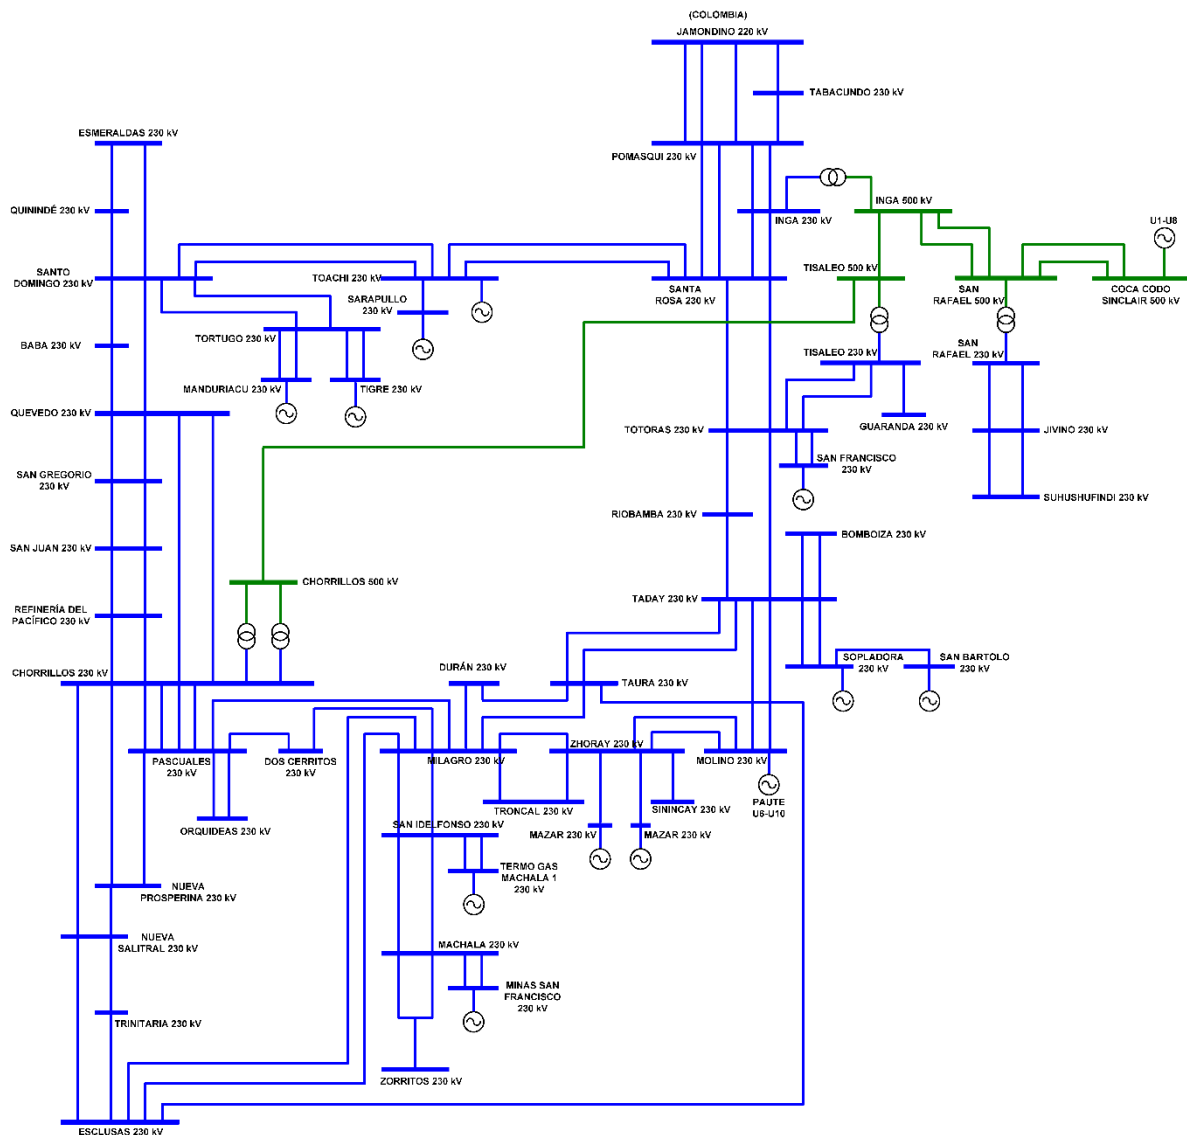 (COLOMBIA)
JAMONDINO 220 kV
TABACUNDO 230 kV
ESMERALDAS 230 kV
POMASQUI 230 kV
INGA 500 kV
QUININDÉ 230 kV
INGA 230 kV
U1-U8
SANTO
DOMINGO 230 kV
TOACHI 230 kV
SARAPULLO
230 kV
SANTA
ROSA 230 kV
TISALEO 500 kV
SAN
RAFAEL 500 kV
COCA CODO
SINCLAIR 500 kV
TORTUGO 230 kV
BABA 230 kV
TISALEO 230 kV
SAN
RAFAEL 230 kV
MANDURIACU 230 kV
TIGRE 230 kV
QUEVEDO 230 kV
TOTORAS 230 kV
GUARANDA 230 kV
JIVINO 230 kV
SAN GREGORIO
230 kV
SAN FRANCISCO
230 kV
SUHUSHUFINDI 230 kV
RIOBAMBA 230 kV
SAN JUAN 230 kV
BOMBOIZA 230 kV
CHORRILLOS 500 kV
TADAY 230 kV
REFINERÍA DEL
PACÍFICO 230 kV
CHORRILLOS 230 kV
DURÁN 230 kV
TAURA 230 kV
SOPLADORA
230 kV
SAN BARTOLO
230 kV
PASCUALES
230 kV
DOS CERRITOS
230 kV
MILAGRO 230 kV
ZHORAY 230 kV
MOLINO 230 kV
PAUTE
U6-U10
TRONCAL 230 kV
SININCAY 230 kV
ORQUIDEAS 230 kV
SAN IDELFONSO 230 kV
MAZAR 230 kV
MAZAR 230 kV
TERMO GAS
MACHALA 1
230 kV
NUEVA
PROSPERINA 230 kV
NUEVA
SALITRAL 230 kV
MACHALA 230 kV
MINAS SAN
FRANCISCO
230 kV
TRINITARIA 230 kV
ZORRITOS 230 kV
ESCLUSAS 230 kV